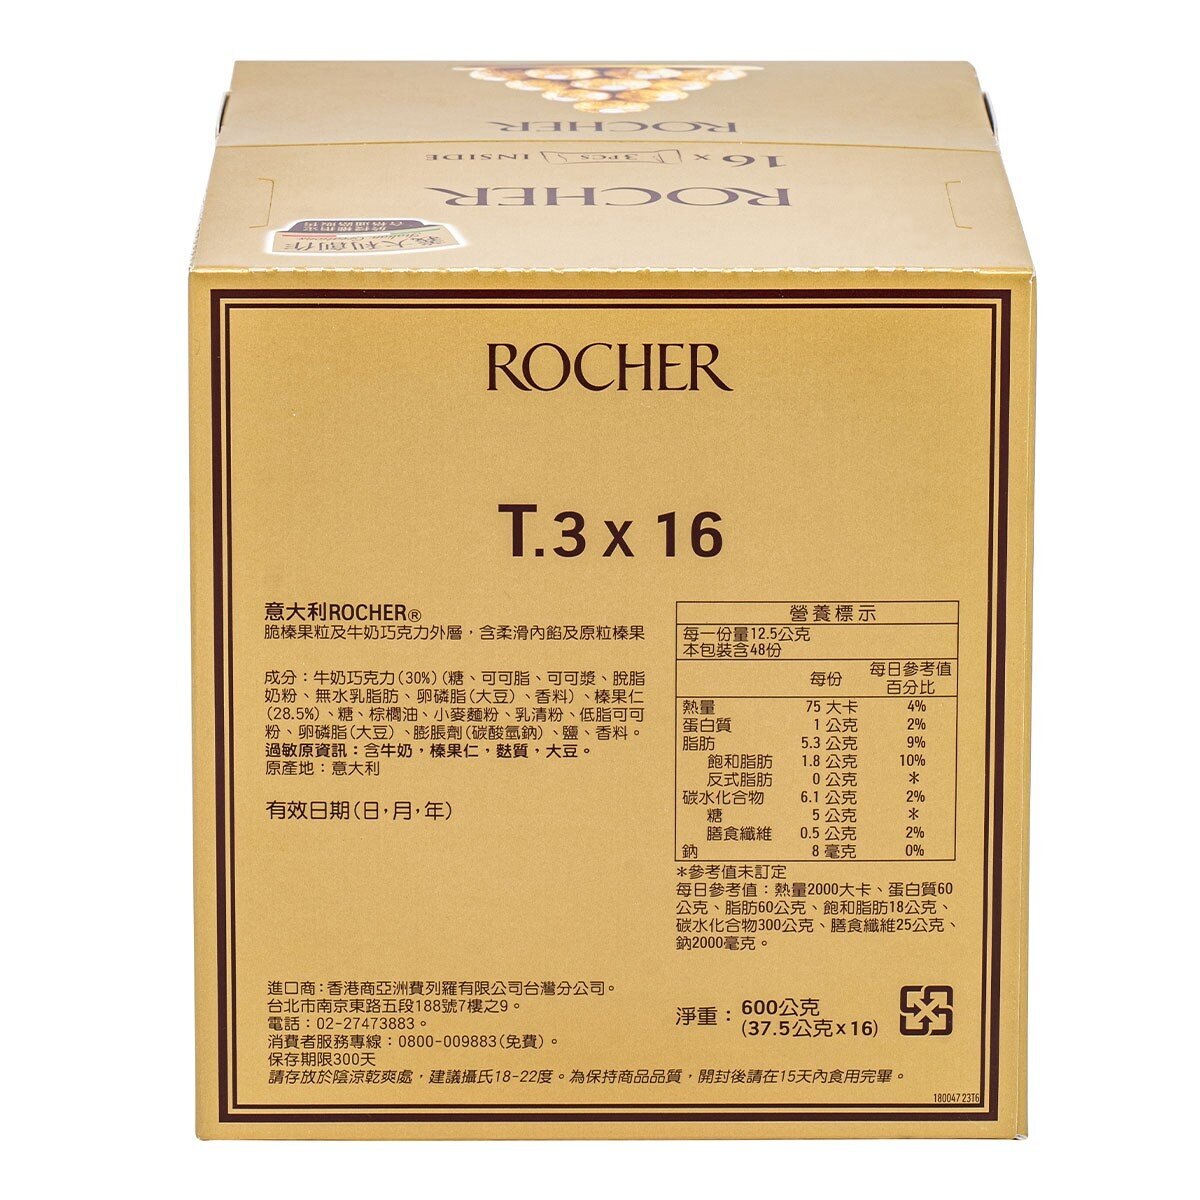 ROCHER
16 x 3PCS INSIDE
ROCHER
義大利創作
Italian Creations
ROCHER
T.3 x 16
意大利ROCHER®
脆榛果粒及牛奶巧克力外層，含柔滑內餡及原粒榛果
成分：牛奶巧克力(30%)(糖、可可脂、可可漿、脫脂
奶粉、無水乳脂肪、卵磷脂(大豆)、香料)、榛果仁
(28.5%)、糖、棕櫚油、小麥麵粉、乳清粉、低脂可可
粉、卵磷脂(大豆)、膨脹劑(碳酸氫鈉)、鹽、香料。
過敏原資訊：含牛奶，榛果仁，麩質，大豆。
原產地：意大利
有效日期(日，月，年)
營養標示
每一份量12.5公克
本包裝含48份
每份 每日參考值百分比
熱量 75 大卡 4%
蛋白質 1 公克 2%
脂肪 5.3 公克 9%
飽和脂肪 1.8 公克 10%
反式脂肪 0 公克 *
碳水化合物 6.1 公克 2%
糖 5 公克 *
膳食纖維 0.5 公克 2%
鈉 8 毫克 0%
*參考值未訂定
每日參考值：熱量2000大卡、蛋白質60
公克、脂肪60公克、飽和脂肪18公克、
碳水化合物300公克、膳食纖維25公克、
鈉2000毫克。
進口商：香港商亞洲費列羅有限公司台灣分公司。
台北市南京東路五段188號7樓之9。
電話：02-27473883。
消費者服務專線：0800-009883(免費)。
保存期限300天
請存放於陰涼乾爽處，建議攝氏18-22度。為保持商品品質，開封後請在15天內食用完畢。
淨重：600公克
(37.5公克x16)
180047 23T6